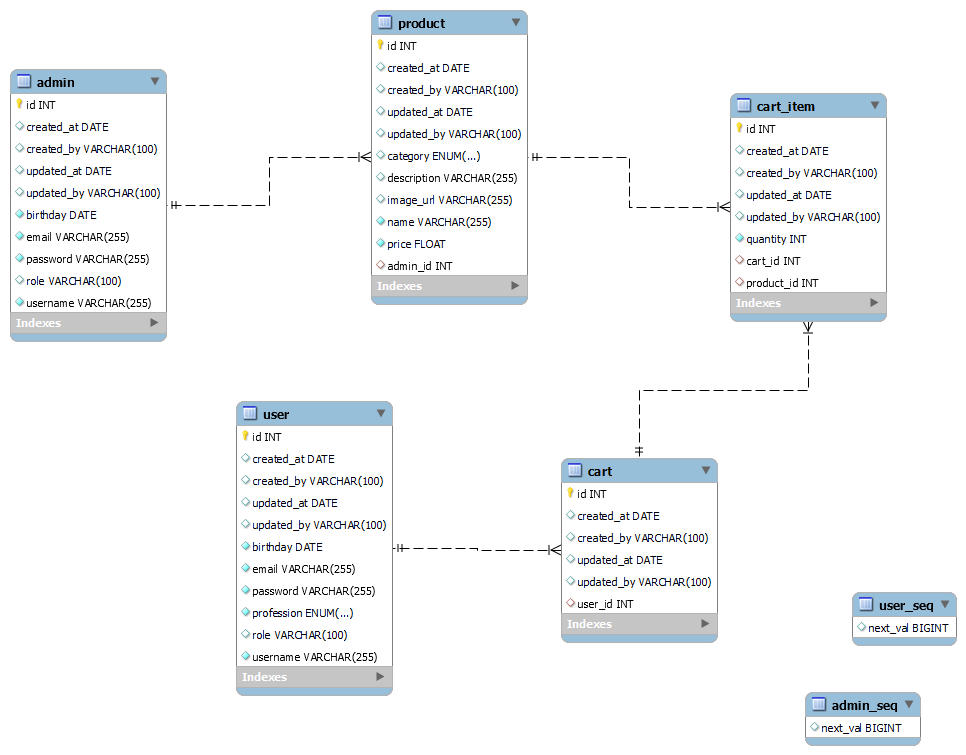 admin
id INT
created_at DATE
created_by VARCHAR(100)
updated_at DATE
updated_by VARCHAR(100)
birthday DATE
email VARCHAR(255)
password VARCHAR(255)
role VARCHAR(100)
username VARCHAR(255)
Indexes
product
id INT
created_at DATE
created_by VARCHAR(100)
updated_at DATE
updated_by VARCHAR(100)
category ENUM(...)
description VARCHAR(255)
image_url VARCHAR(255)
name VARCHAR(255)
price FLOAT
admin_id INT
Indexes
cart_item
id INT
created_at DATE
created_by VARCHAR(100)
updated_at DATE
updated_by VARCHAR(100)
quantity INT
cart_id INT
product_id INT
Indexes
user
id INT
created_at DATE
created_by VARCHAR(100)
updated_at DATE
updated_by VARCHAR(100)
birthday DATE
email VARCHAR(255)
password VARCHAR(255)
profession ENUM(...)
role VARCHAR(100)
username VARCHAR(255)
Indexes
cart
id INT
created_at DATE
created_by VARCHAR(100)
updated_at DATE
updated_by VARCHAR(100)
user_id INT
Indexes
user_seq
next_val BIGINT
admin_seq
next_val BIGINT